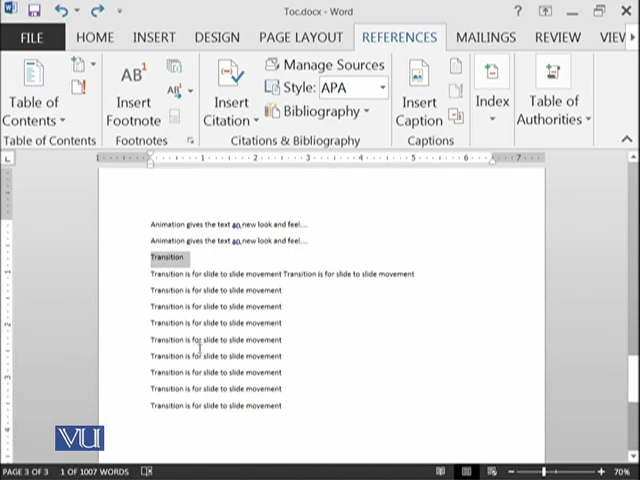 Toc.docx - Word
FILE HOME INSERT DESIGN PAGE LAYOUT REFERENCES MAILINGS REVIEW VIEV
Table of Contents
Insert Footnote
Insert Citation
Manage Sources
Style: APA
Bibliography
Insert Caption
Index
Table of Authorities
Table of Contents Footnotes Citations & Bibliography Captions
Animation gives the text an new look and feel....
Animation gives the text an new look and feel....
Transition
Transition is for slide to slide movement Transition is for slide to slide movement
Transition is for slide to slide movement
Transition is for slide to slide movement
Transition is for slide to slide movement
Transition is for slide to slide movement
Transition is for slide to slide movement
Transition is for slide to slide movement
Transition is for slide to slide movement
Transition is for slide to slide movement
VU
PAGE 3 OF 3 1 OF 1007 WORDS 70%